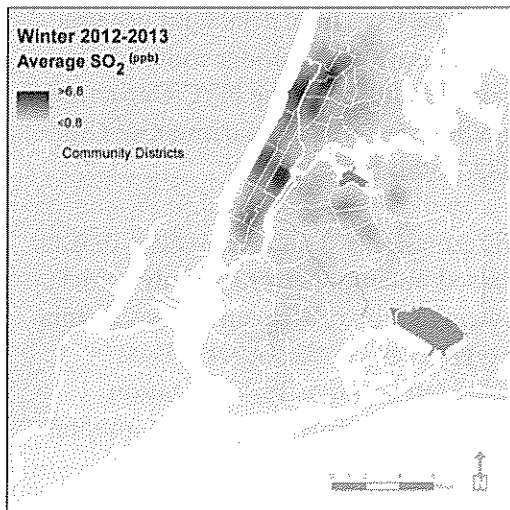 Winter 2012-2013
Average SO2 (ppb)
>6.8
<0.8
Community Districts